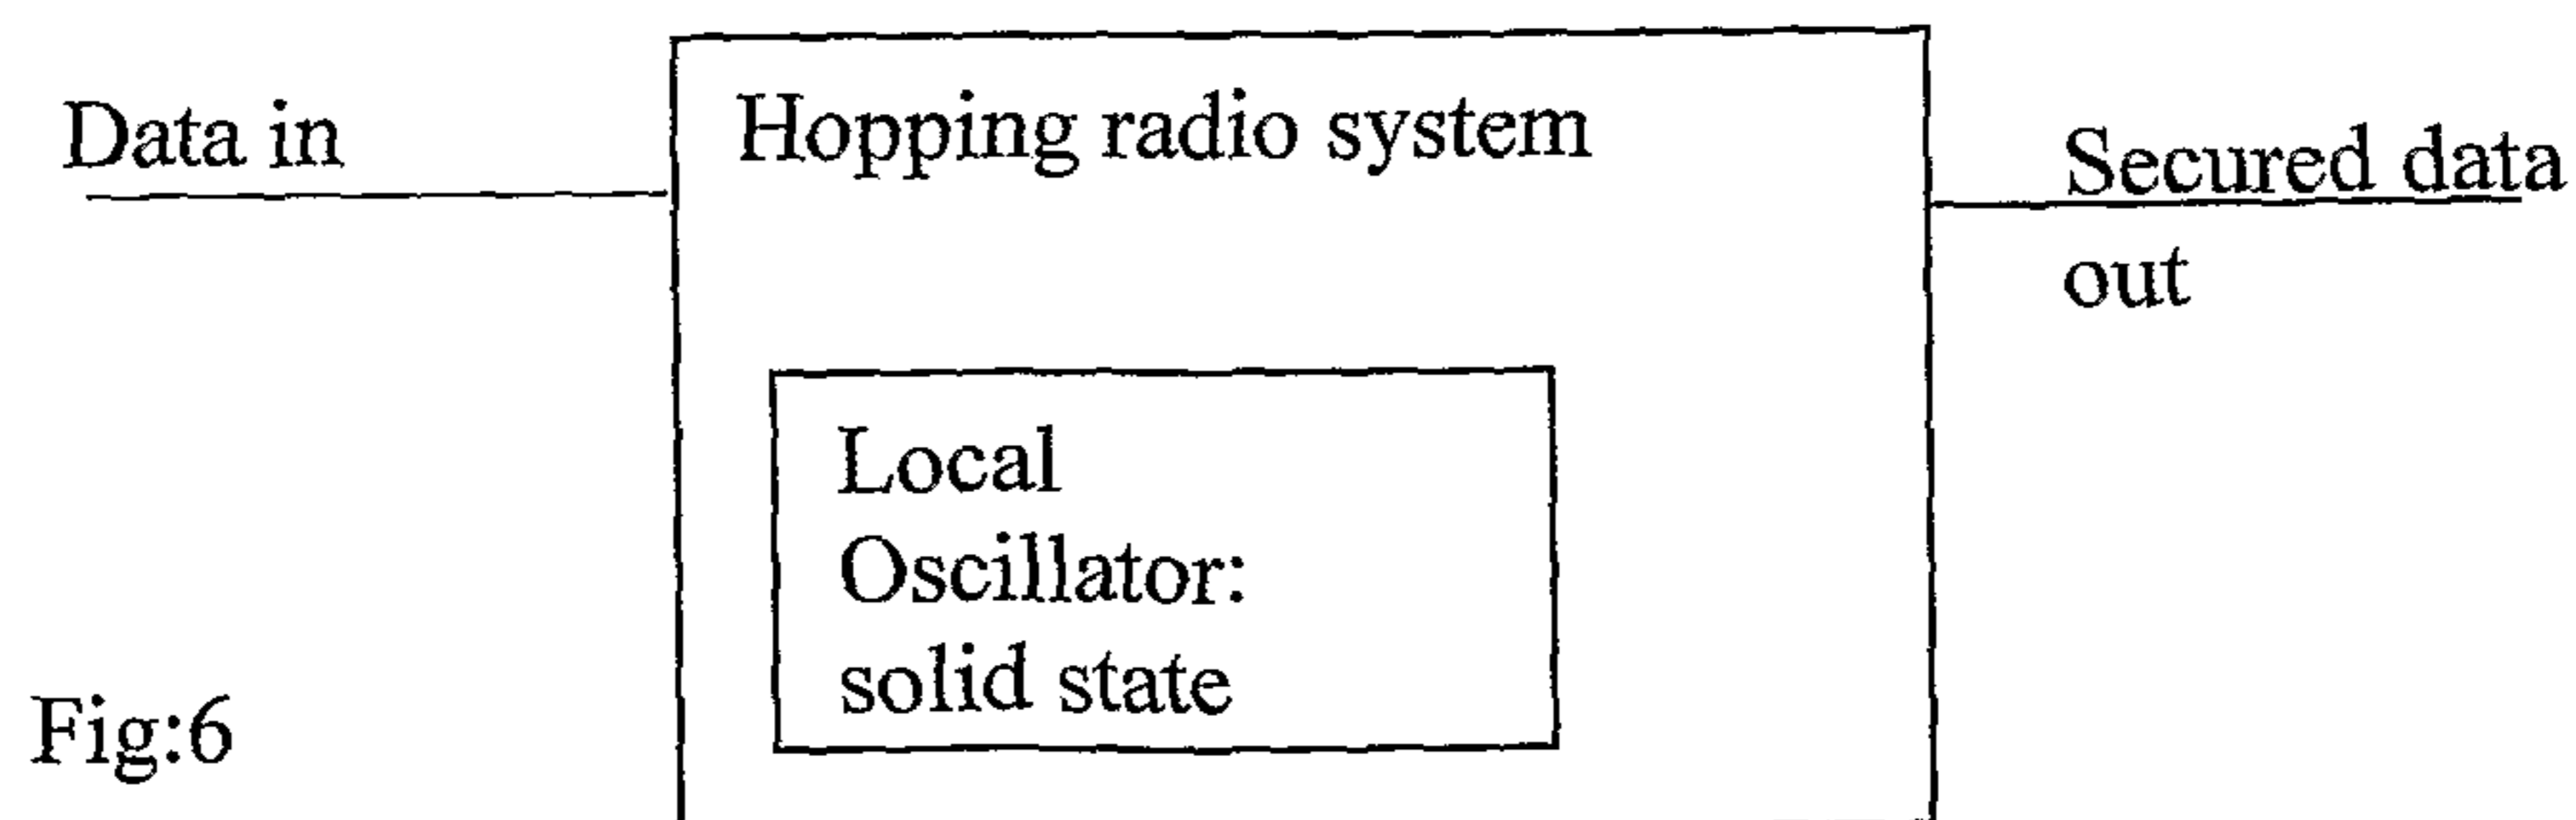 Data in
Hopping radio system
Secured data
out
Local
Oscillator:
solid state
Fig:6